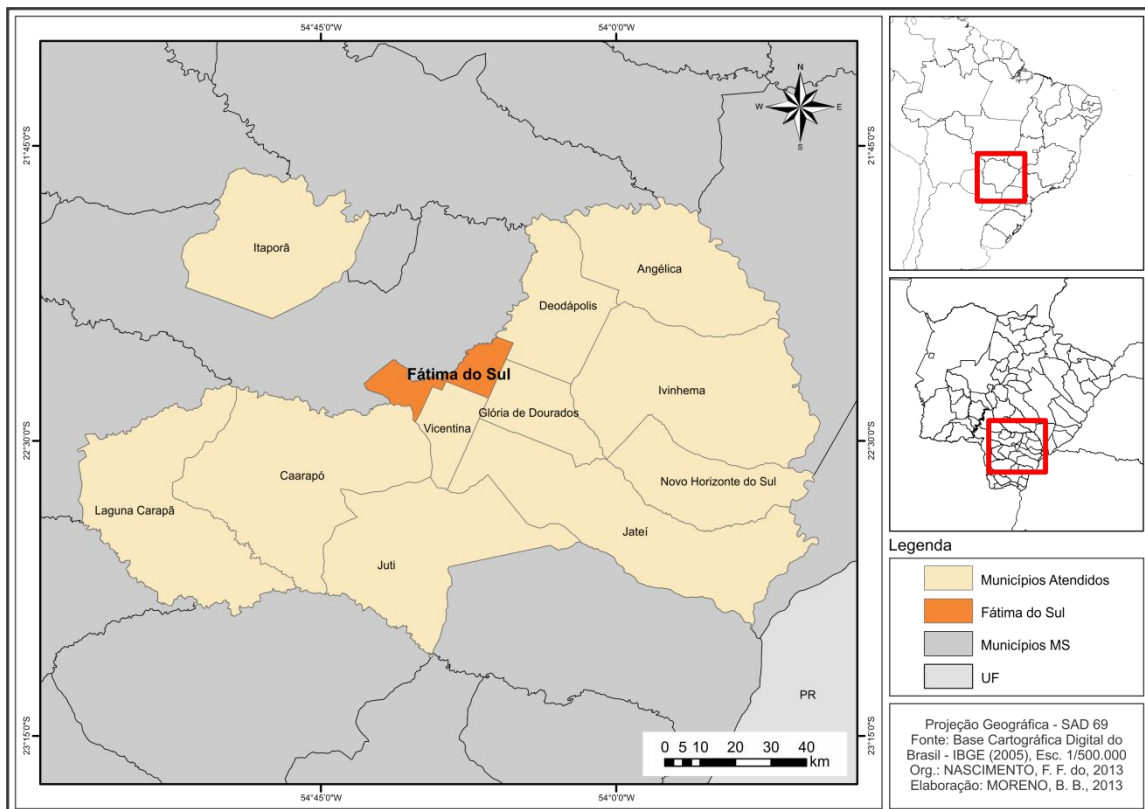 54°45'0"W
54°0'0"W
N
W
E
S
21°45'0"S
21°45'0"S
Itaporã
Angélica
Deodápolis
Fátima do Sul
Ivinhema
Glória de Dourados
Vicentina
22°30'0"S
22°30'0"S
Caarapó
Novo Horizonte do Sul
Laguna Carapã
Jateí
Juti
PR
23°15'0"S
23°15'0"S
0 5 10 20 30 40
km
54°45'0"W
54°0'0"W
Legenda
Municípios Atendidos
Fátima do Sul
Municípios MS
UF
Projeção Geográfica - SAD 69
Fonte: Base Cartográfica Digital do
Brasil - IBGE (2005), Esc. 1/500.000
Org.: NASCIMENTO, F. F. do, 2013
Elaboração: MORENO, B. B., 2013